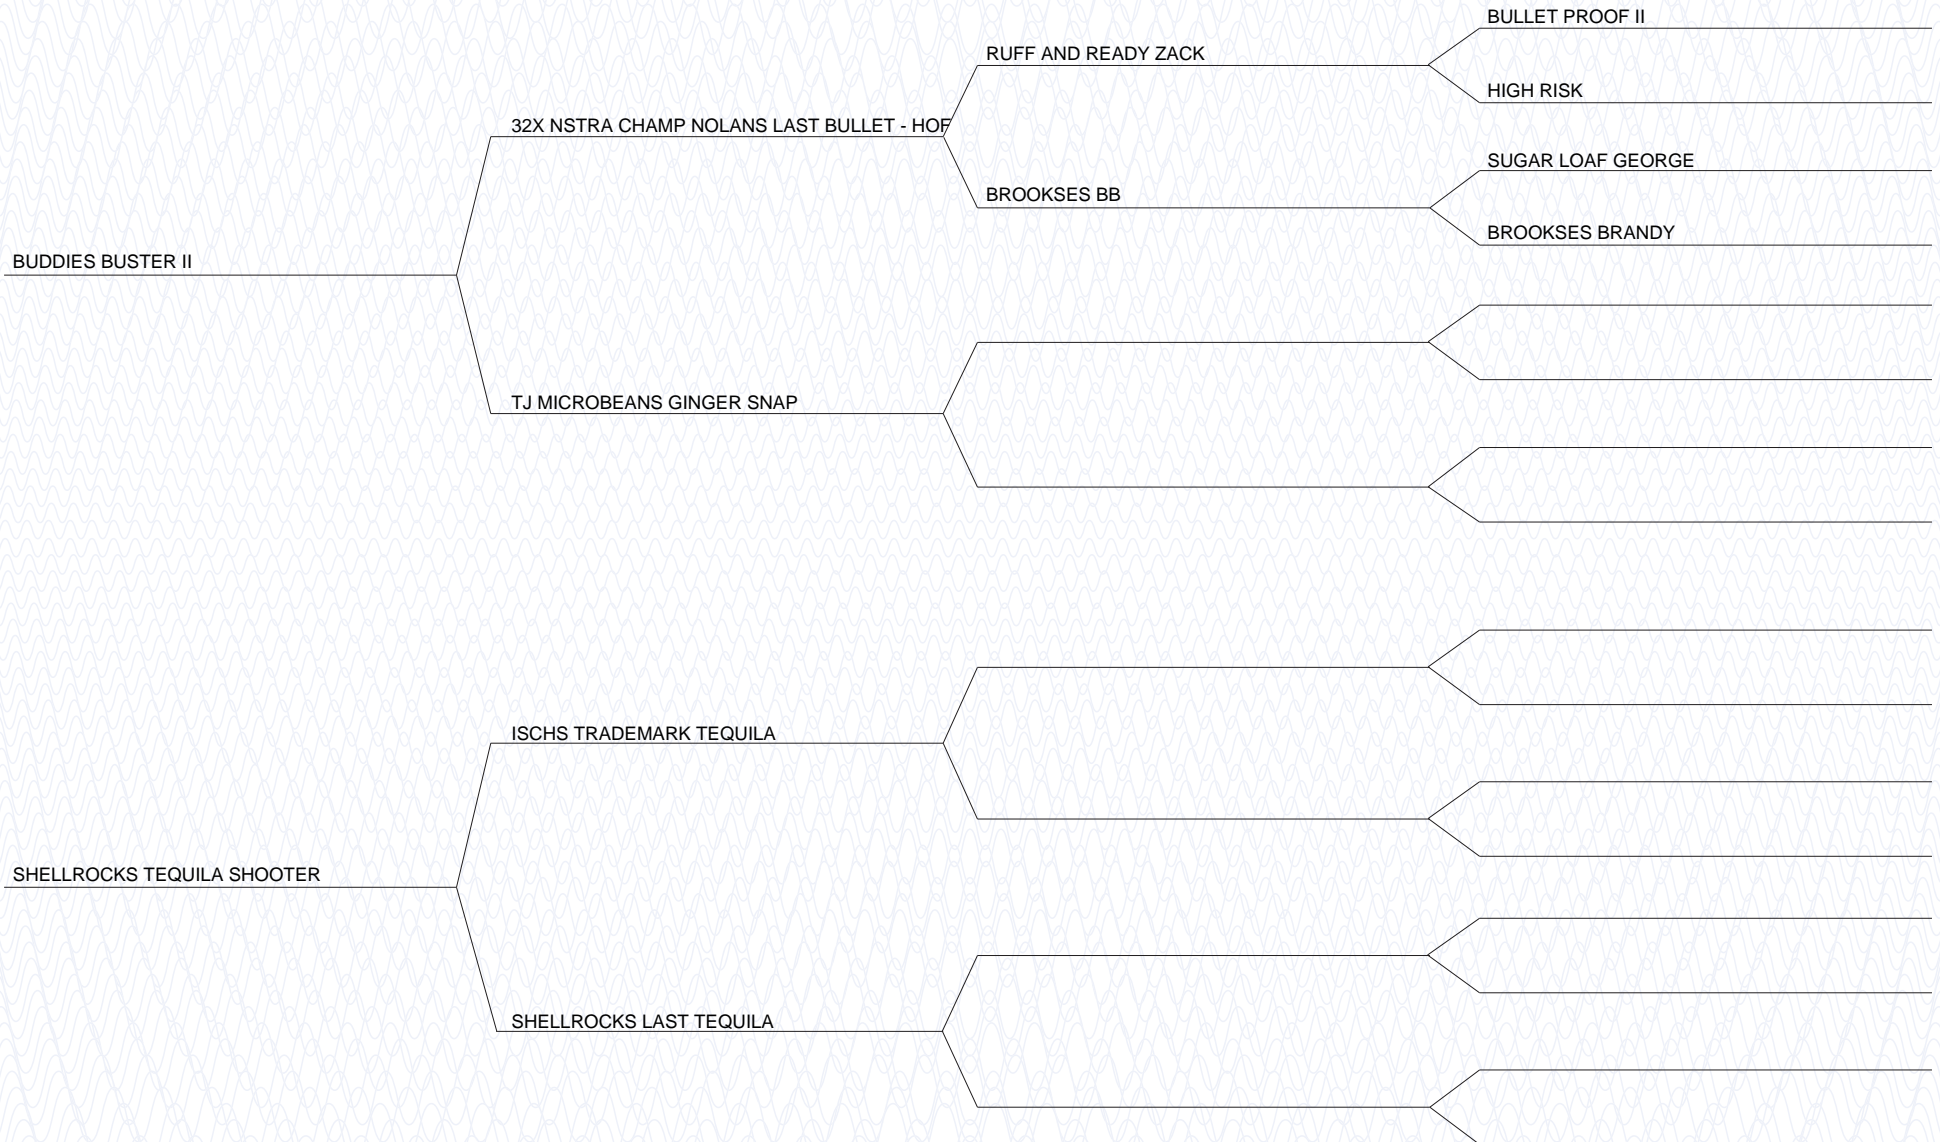 BULLET PROOF II
RUFF AND READY ZACK
HIGH RISK
32X NSTRA CHAMP NOLANS LAST BULLET - HOF
SUGAR LOAF GEORGE
BROOKSES BB
BROOKSES BRANDY
BUDDIES BUSTER II
TJ MICROBEANS GINGER SNAP
ISCHS TRADEMARK TEQUILA
SHELLROCKS TEQUILA SHOOTER
SHELLROCKS LAST TEQUILA